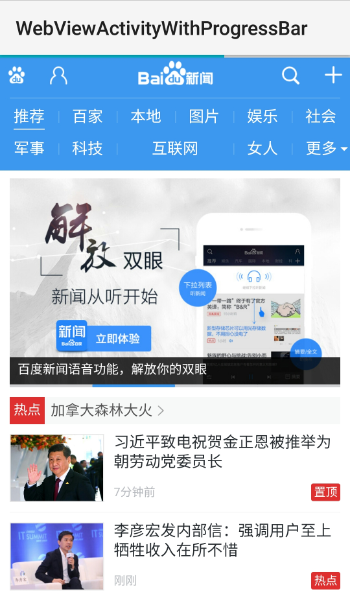 WebViewActivityWithProgressBar
Baidu新闻
推荐 百家 本地 图片 娱乐 社会
军事 科技 互联网 女人 更多
解放双眼
新闻从听开始
新闻 立即体验
下拉列表
听新闻
百度新闻语音功能，解放你的双眼
热点 加拿大森林大火
习近平致电祝贺金正恩被推举为
朝劳动党委员长
7分钟前 置顶
李彦宏发内部信：强调用户至上
牺牲收入在所不惜
刚刚 热点